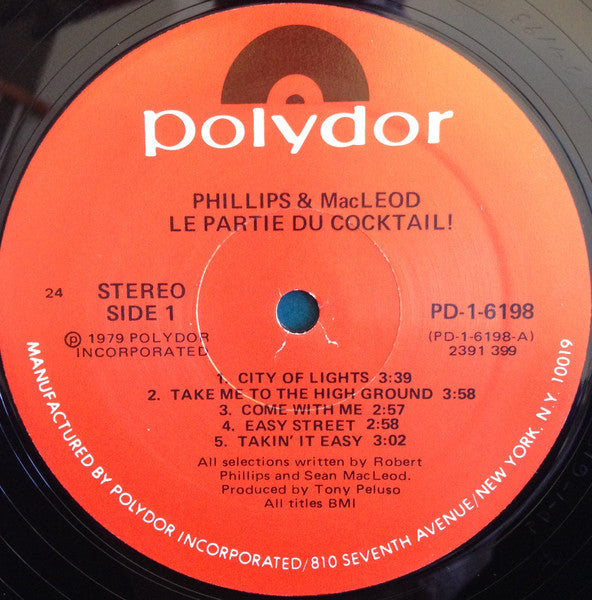 polydor
PHILLIPS & MacLEOD
LE PARTIE DU COCKTAIL!
24
STEREO
SIDE 1
℗ 1979 POLYDOR
INCORPORATED
PD-1-6198
(PD-1-6198-A)
2391 399
1. CITY OF LIGHTS 3:39
2. TAKE ME TO THE HIGH GROUND 3:58
3. COME WITH ME 2:57
4. EASY STREET 2:58
5. TAKIN' IT EASY 3:02
All selections written by Robert
Phillips and Sean MacLeod.
Produced by Tony Peluso
All titles BMI
MANUFACTURED BY POLYDOR INCORPORATED/810 SEVENTH AVENUE/NEW YORK. N.Y. 10019